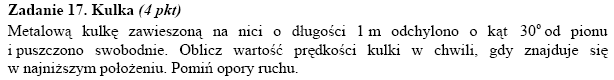 Zadanie 17. Kulka (4 pkt)
Metalową kulkę zawieszoną na nici o długości 1 m odchylono o kąt 30° od pionu
i puszczono swobodnie. Oblicz wartość prędkości kulki w chwili, gdy znajduje się
w najniższym położeniu. Pomiń opory ruchu.